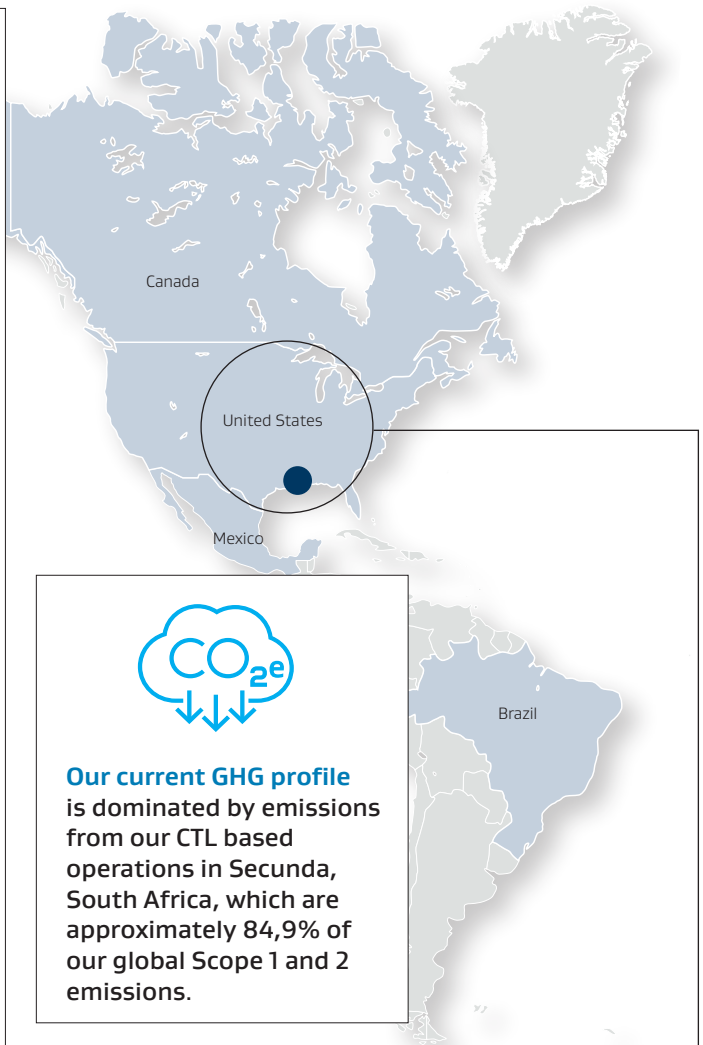 Canada
United States
Mexico
Brazil
CO2e
Our current GHG profile
is dominated by emissions
from our CTL based
operations in Secunda,
South Africa, which are
approximately 84,9% of
our global Scope 1 and 2
emissions.